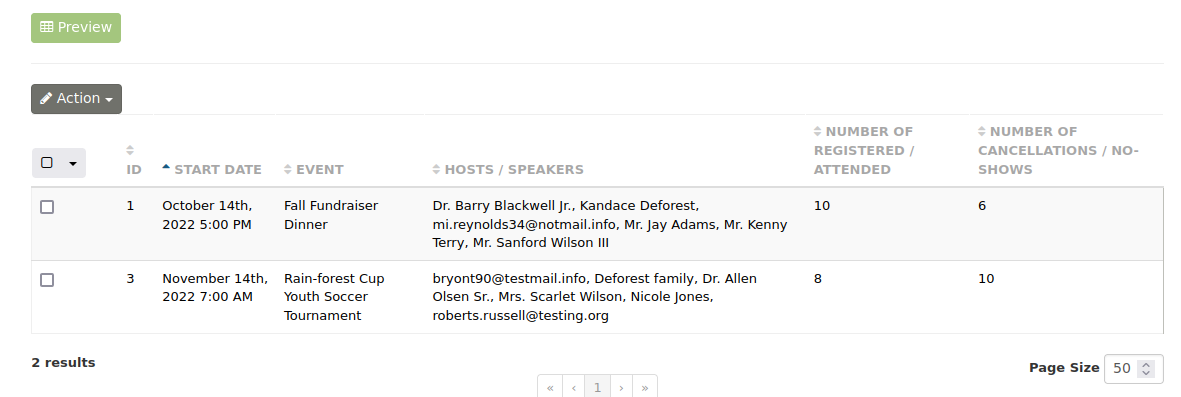 Preview
Action
ID
START DATE
EVENT
HOSTS / SPEAKERS
NUMBER OF
REGISTERED /
ATTENDED
NUMBER OF
CANCELLATIONS / NO-
SHOWS
1
October 14th,
2022 5:00 PM
Fall Fundraiser
Dinner
Dr. Barry Blackwell Jr., Kandace Deforest,
mi.reynolds34@notmail.info, Mr. Jay Adams, Mr. Kenny
Terry, Mr. Sanford Wilson III
10
6
3
November 14th,
2022 7:00 AM
Rain-forest Cup
Youth Soccer
Tournament
bryont90@testmail.info, Deforest family, Dr. Allen
Olsen Sr., Mrs. Scarlet Wilson, Nicole Jones,
roberts.russell@testing.org
8
10
2 results
Page Size 50
« ‹ 1 › »